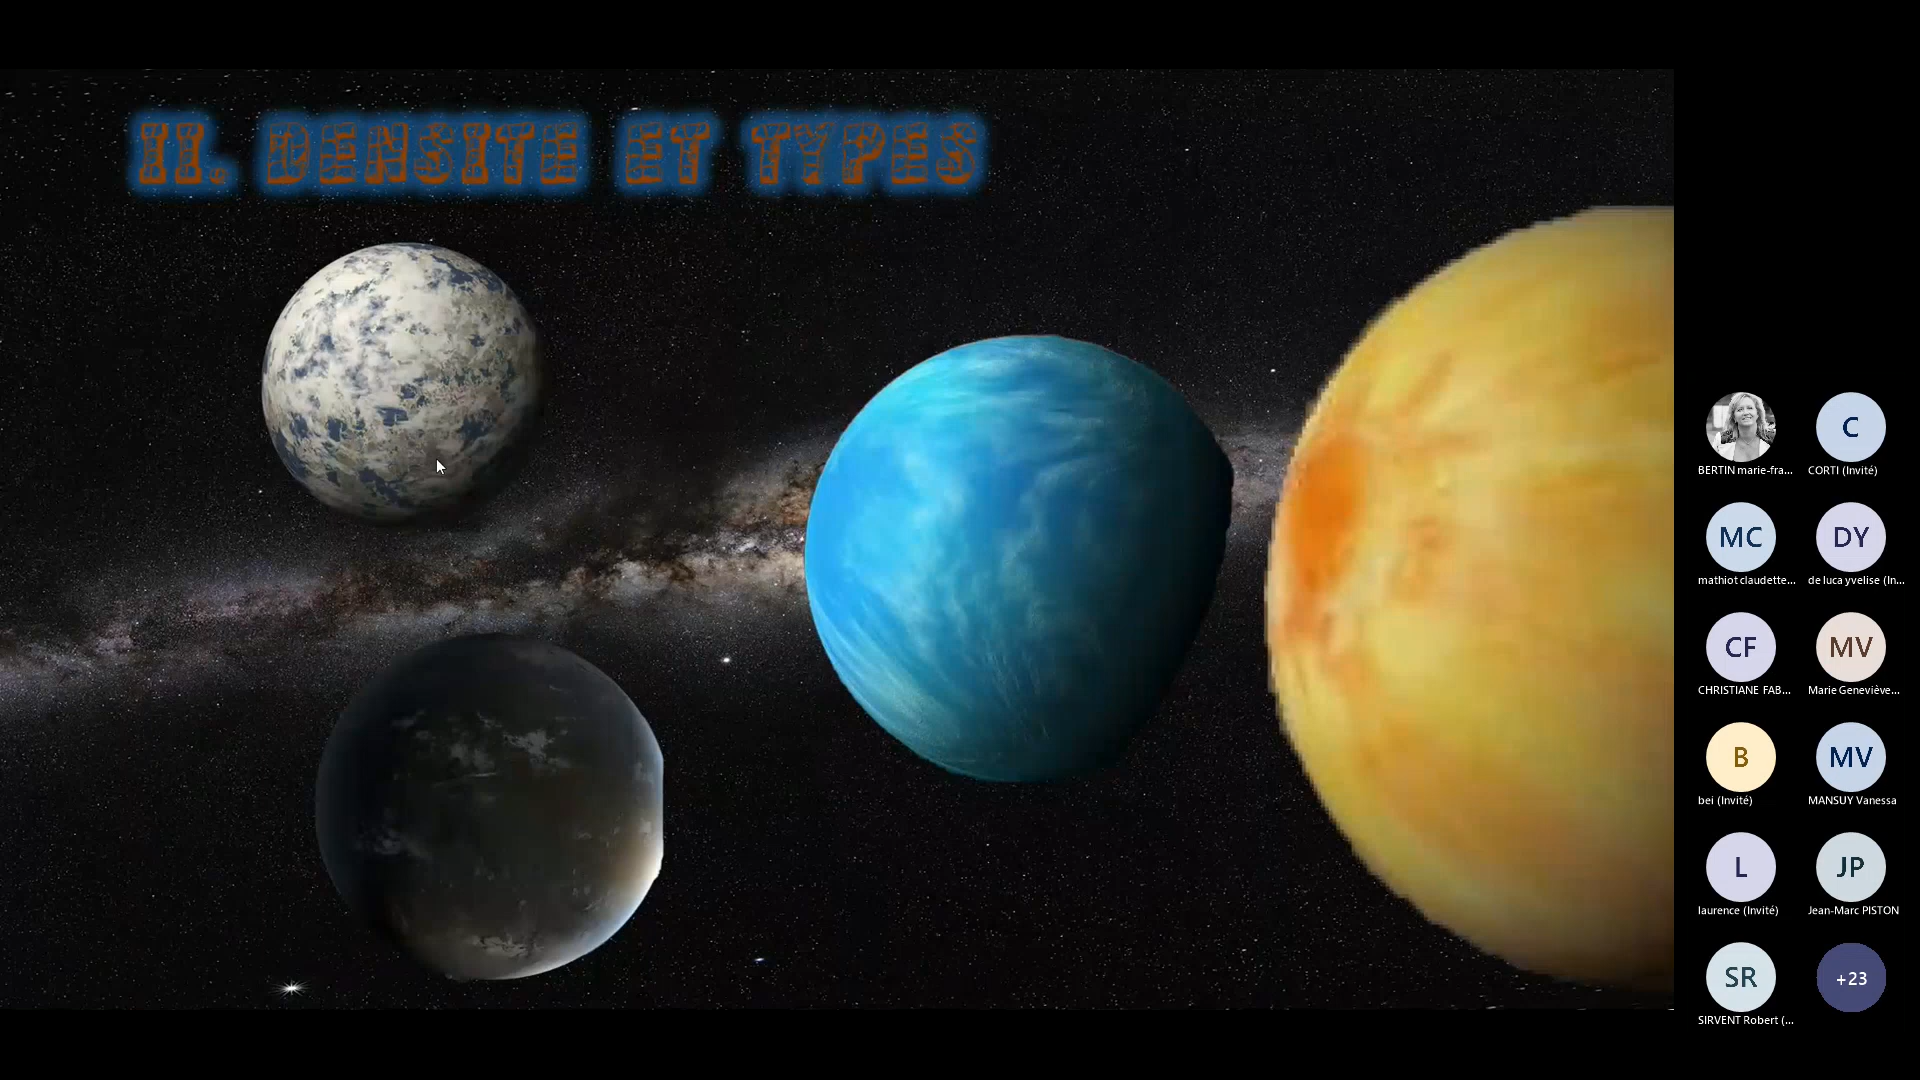 II. DENSITE ET TYPES
BERTIN marie-fra...
C
CORTI (Invité)
MC
mathiot claudette...
DY
de luca yvelise (In...
CF
CHRISTIANE FAB...
MV
Marie Geneviève...
B
bei (Invité)
MV
MANSUY Vanessa
L
laurence (Invité)
JP
Jean-Marc PISTON
SR
SIRVENT Robert (...
+23